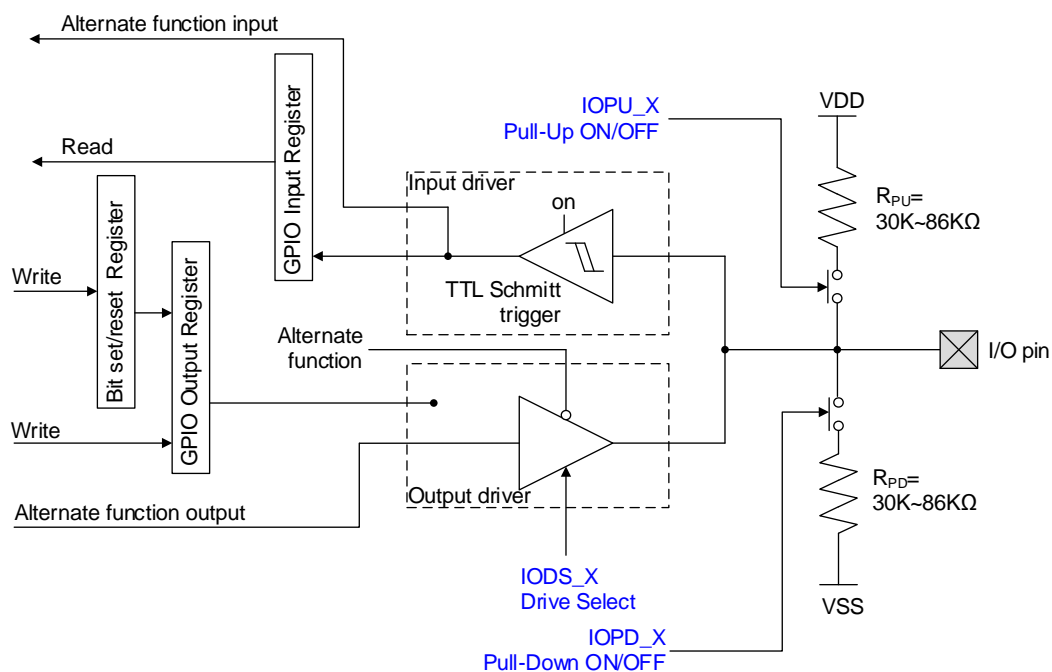 Alternate function input
Read
Write
Bit set/reset Register
GPIO Output Register
Write
Alternate function output
GPIO Input Register
Input driver
on
TTL Schmitt
trigger
Alternate
function
Output driver
IODS_X
Drive Select
IOPU_X
Pull-Up ON/OFF
VDD
RPU=
30K~86KΩ
I/O pin
RPD=
30K~86KΩ
VSS
IOPD_X
Pull-Down ON/OFF